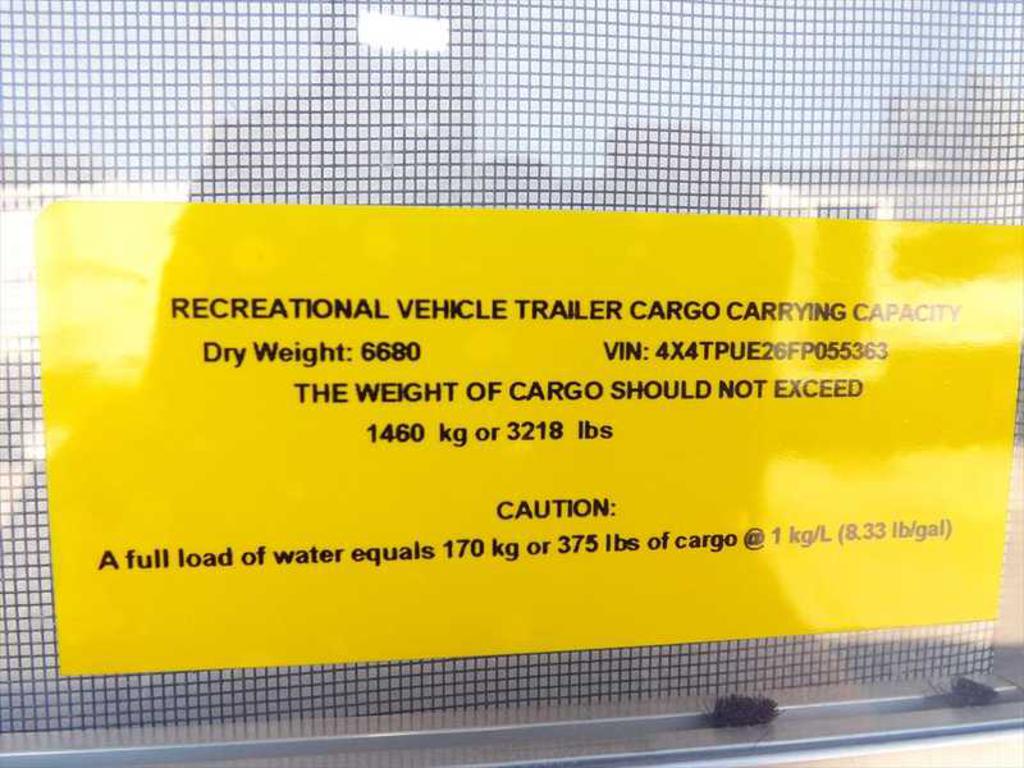 RECREATIONAL VEHICLE TRAILER CARGO CARRYING CAPACITY
Dry Weight: 6680 VIN: 4X4TPUE26FP055363
THE WEIGHT OF CARGO SHOULD NOT EXCEED
1460 kg or 3218 lbs
CAUTION:
A full load of water equals 170 kg or 375 lbs of cargo @ 1 kg/L (8.33 lb/gal)